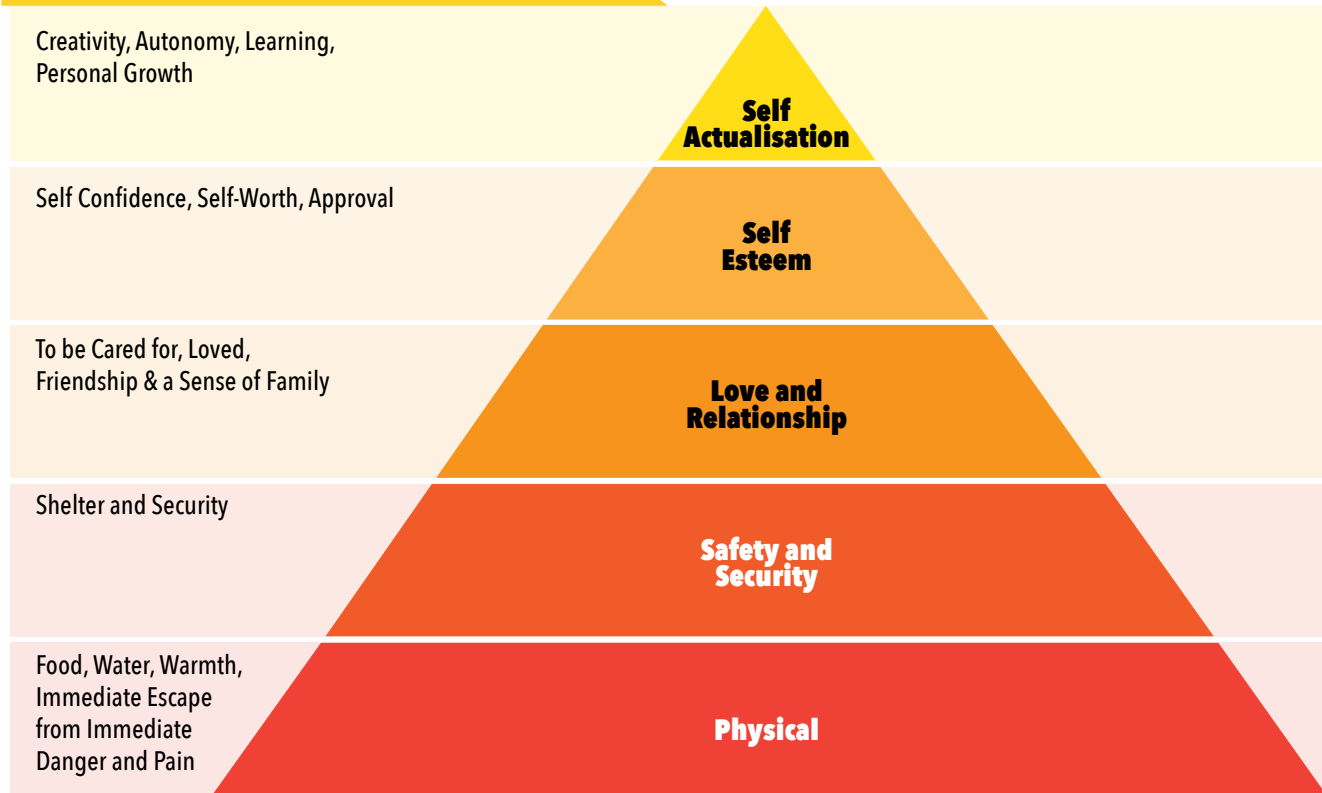 Creativity, Autonomy, Learning,
Personal Growth
Self
Actualisation
Self Confidence, Self-Worth, Approval
Self
Esteem
To be Cared for, Loved,
Friendship & a Sense of Family
Love and
Relationship
Shelter and Security
Safety and
Security
Food, Water, Warmth,
Immediate Escape
from Immediate
Danger and Pain
Physical